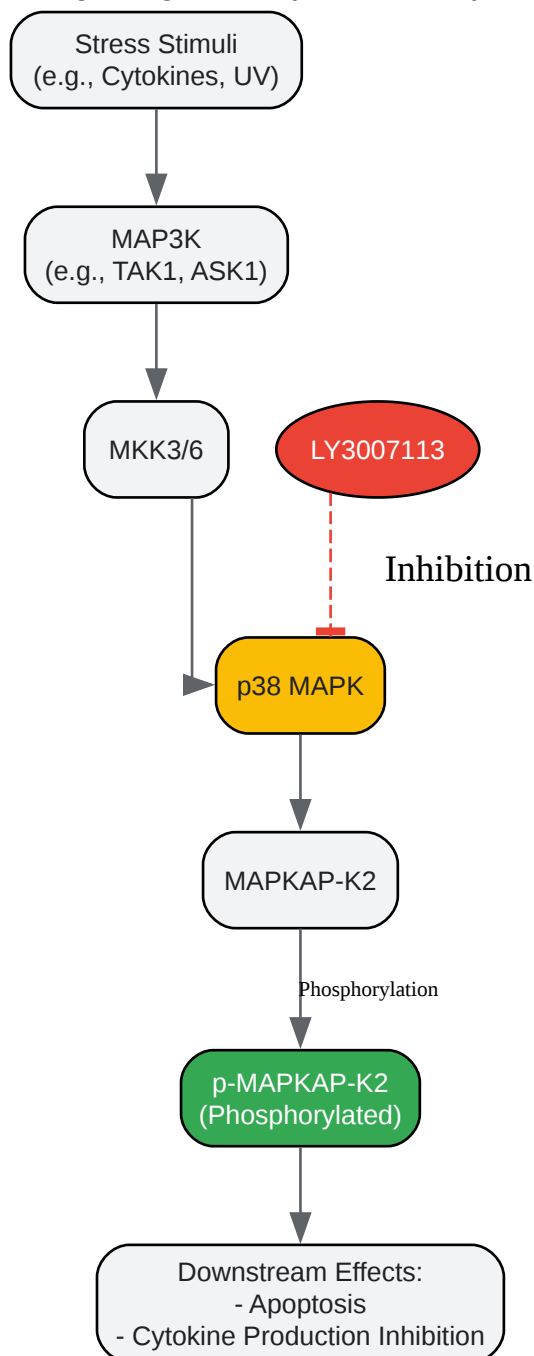 Stress Stimuli
(e.g., Cytokines, UV)
MAP3K
(e.g., TAK1, ASK1)
MKK3/6
LY3007113
Inhibition
p38 MAPK
MAPKAP-K2
Phosphorylation
p-MAPKAP-K2
(Phosphorylated)
Downstream Effects:
- Apoptosis
- Cytokine Production Inhibition